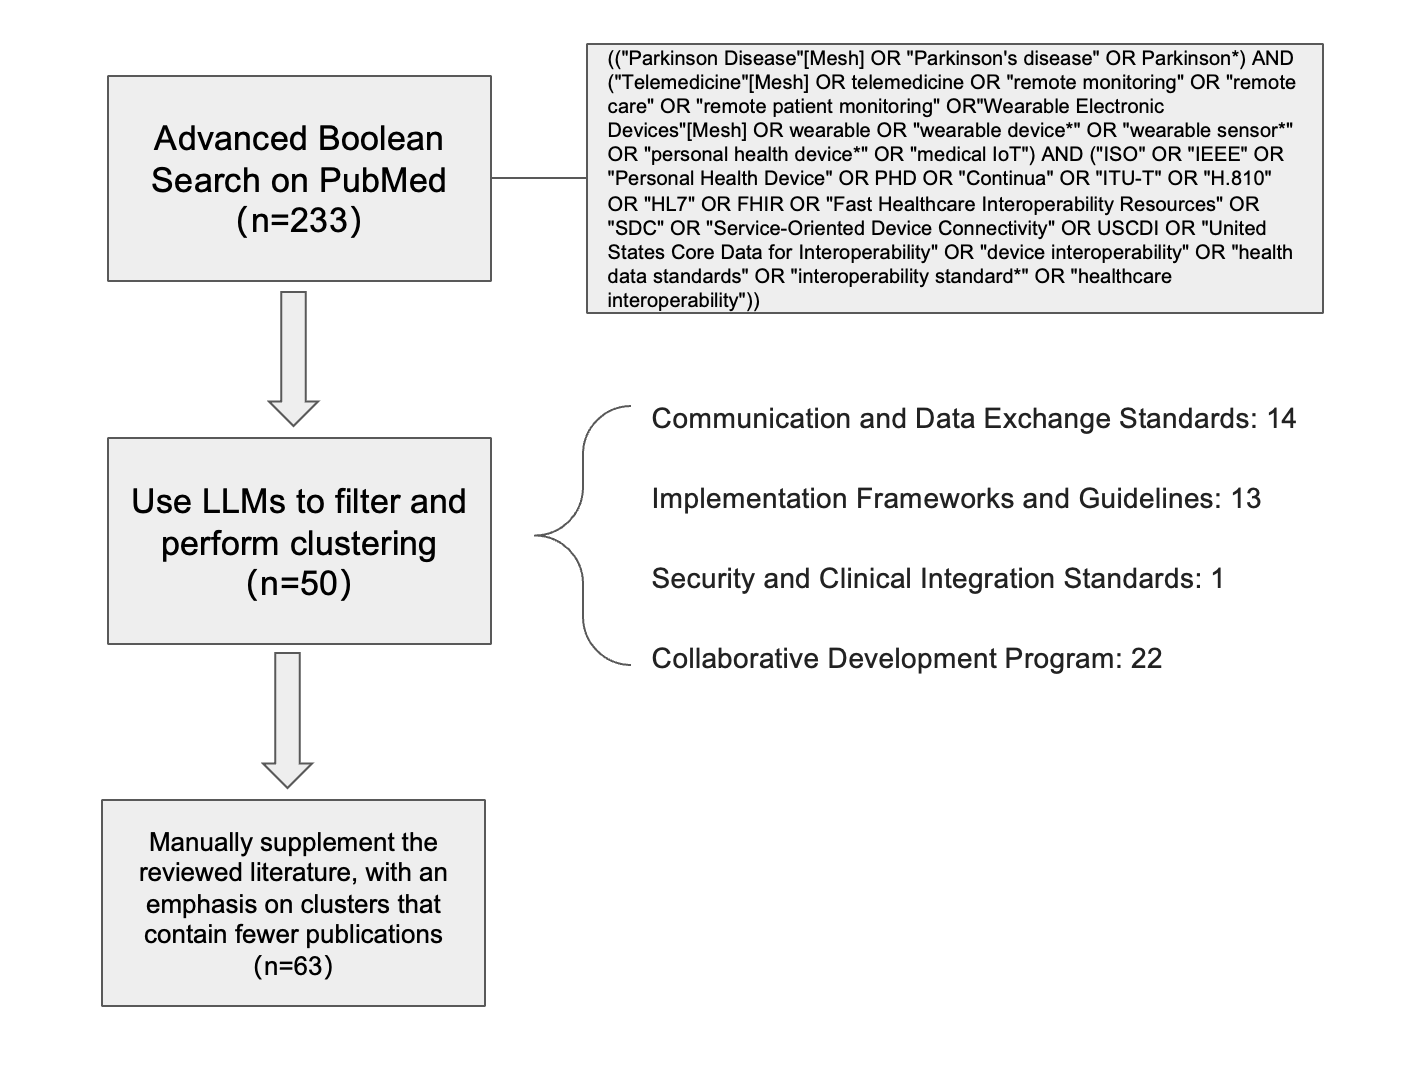 Advanced Boolean
Search on PubMed
(n=233)
(("Parkinson Disease"[Mesh] OR "Parkinson's disease" OR Parkinson*) AND
("Telemedicine"[Mesh] OR telemedicine OR "remote monitoring" OR "remote
care" OR "remote patient monitoring" OR"Wearable Electronic
Devices"[Mesh] OR wearable OR "wearable device*" OR "wearable sensor*"
OR "personal health device*" OR "medical IoT") AND ("ISO" OR "IEEE" OR
"Personal Health Device" OR PHD OR "Continua" OR "ITU-T" OR "H.810"
OR "HL7" OR FHIR OR "Fast Healthcare Interoperability Resources" OR
"SDC" OR "Service-Oriented Device Connectivity" OR USCDI OR "United
States Core Data for Interoperability" OR "device interoperability" OR "health
data standards" OR "interoperability standard*" OR "healthcare
interoperability"))
Use LLMs to filter and
perform clustering
(n=50)
Communication and Data Exchange Standards: 14
Implementation Frameworks and Guidelines: 13
Security and Clinical Integration Standards: 1
Collaborative Development Program: 22
Manually supplement the
reviewed literature, with an
emphasis on clusters that
contain fewer publications
(n=63)